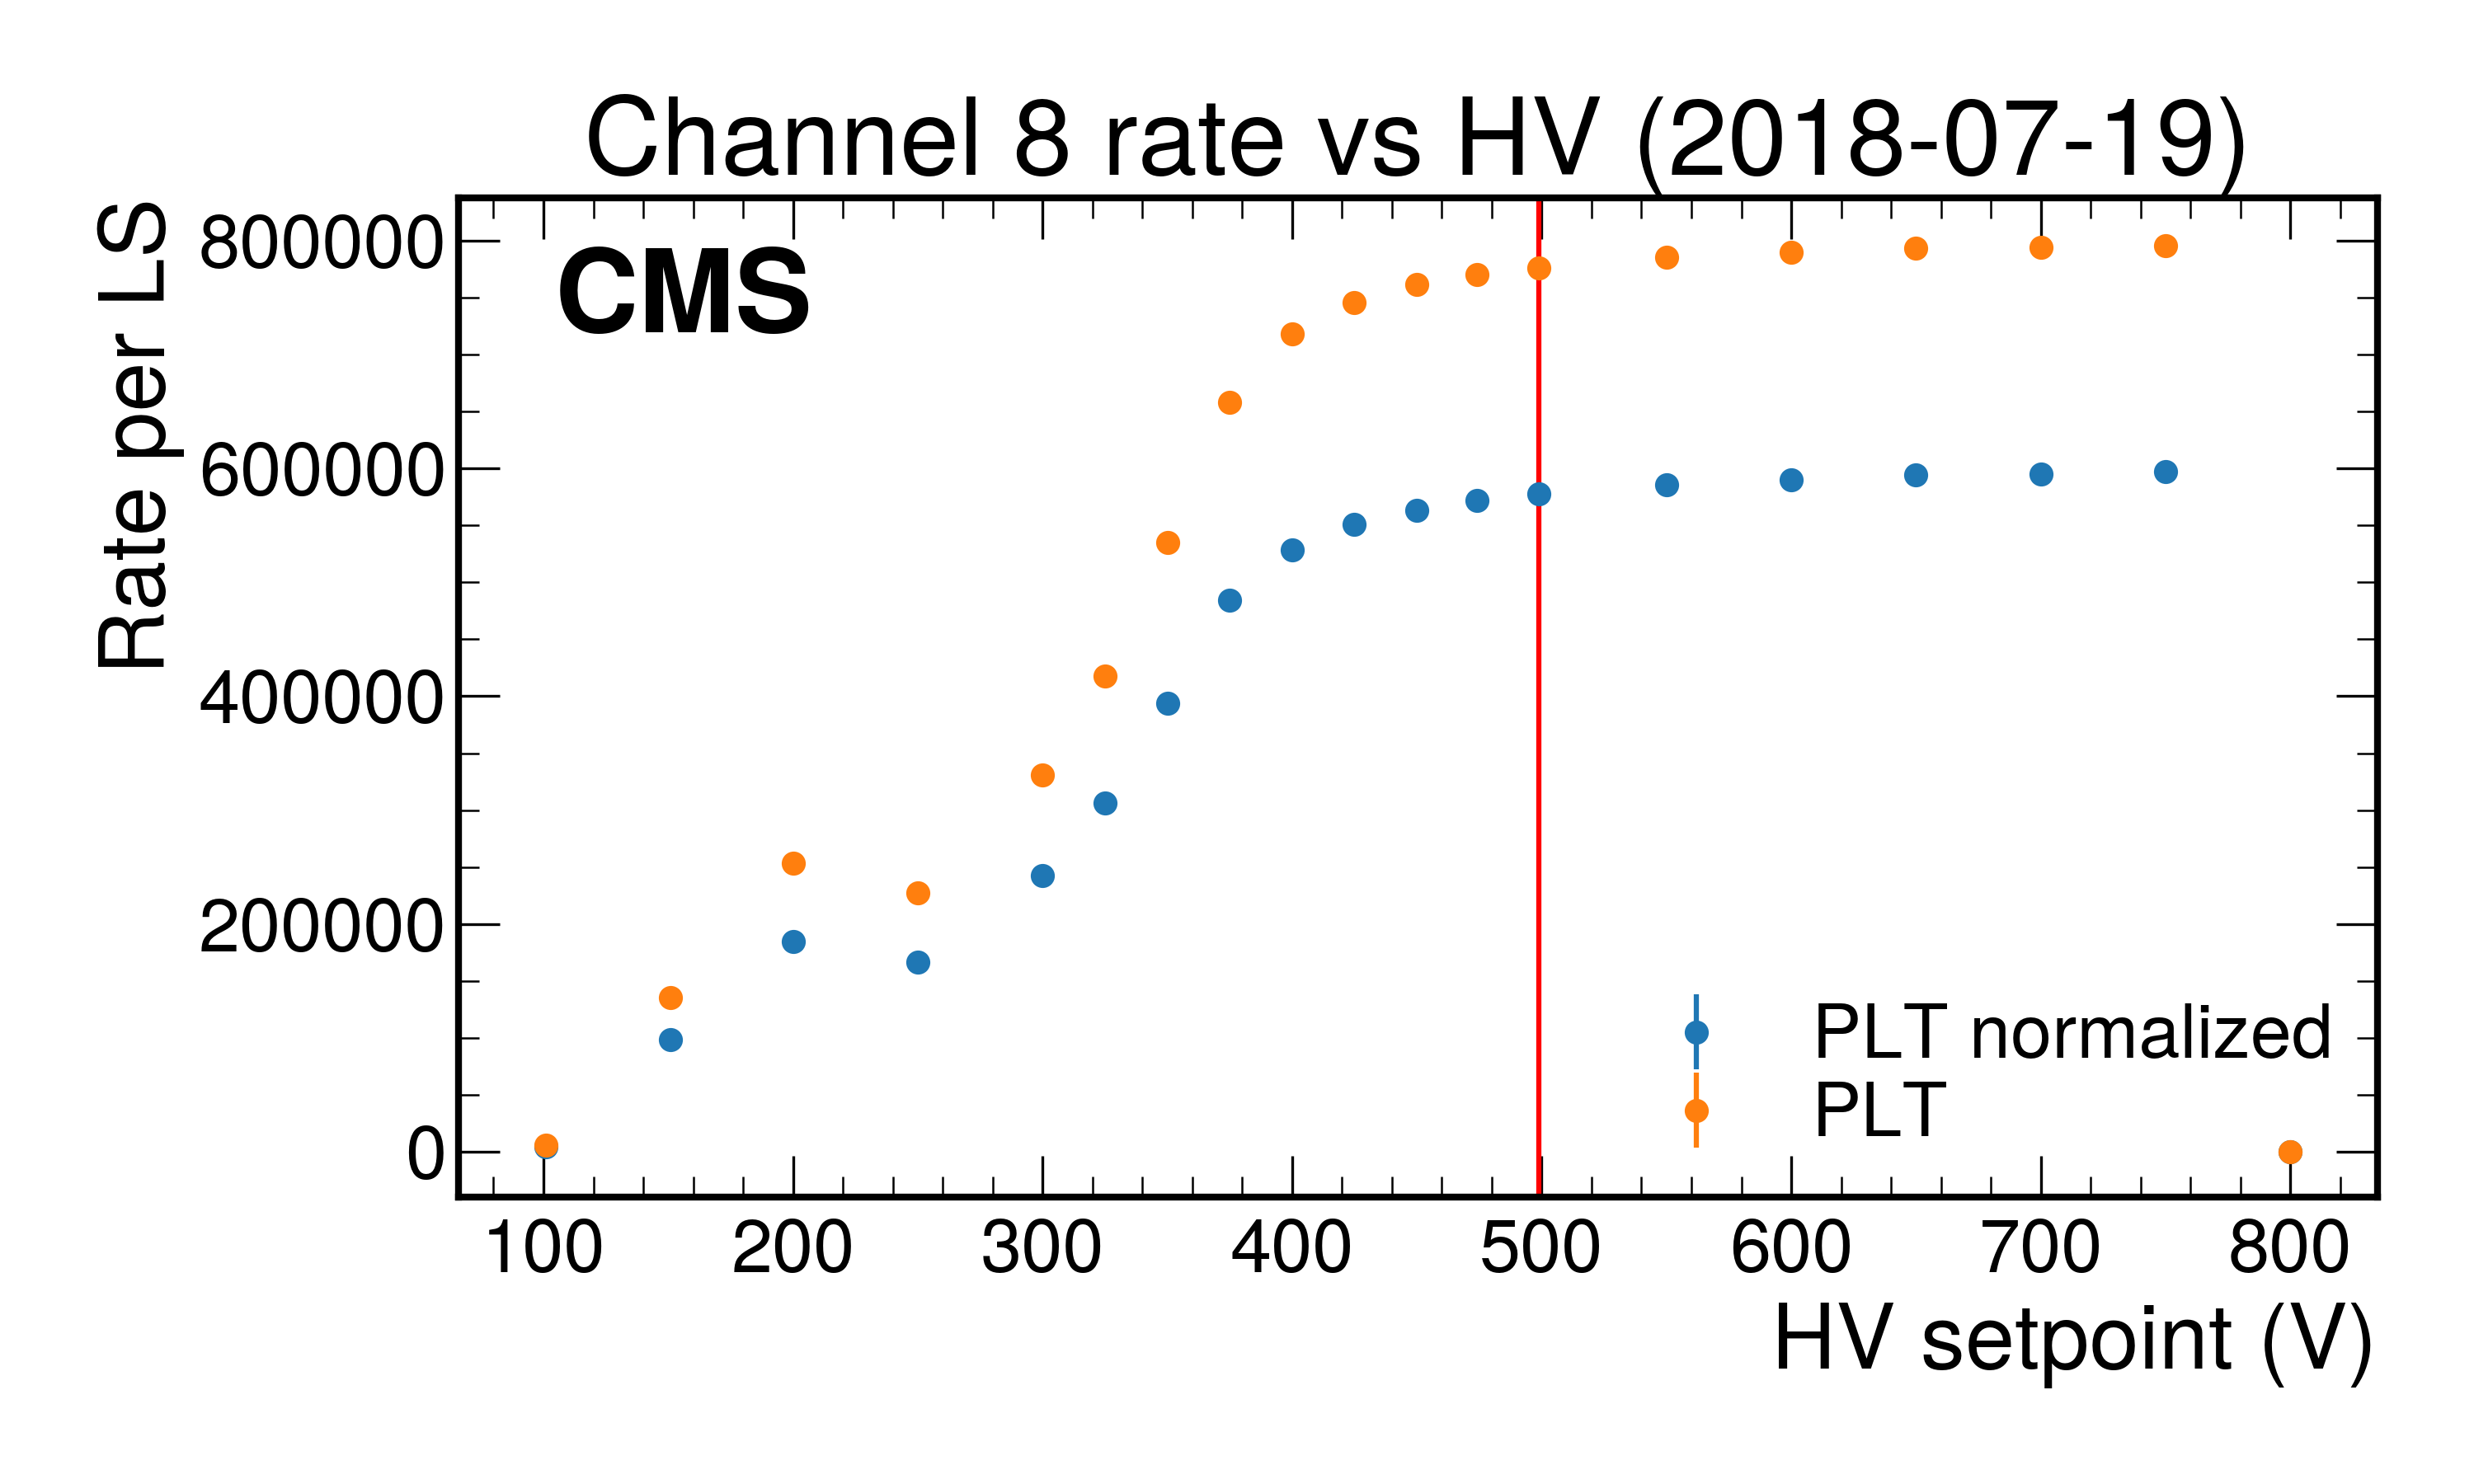 Channel 8 rate vs HV (2018-07-19)
Rate per LS
CMS
800000
600000
400000
200000
0
PLT normalized
PLT
100 200 300 400 500 600 700 800
HV setpoint (V)